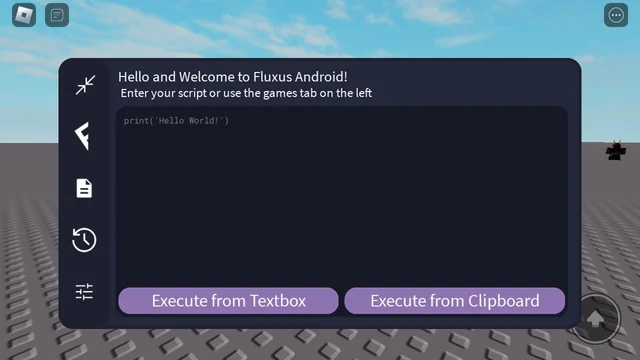 Hello and Welcome to Fluxus Android!
Enter your script or use the games tab on the left
print('Hello World!')
Execute from Textbox
Execute from Clipboard